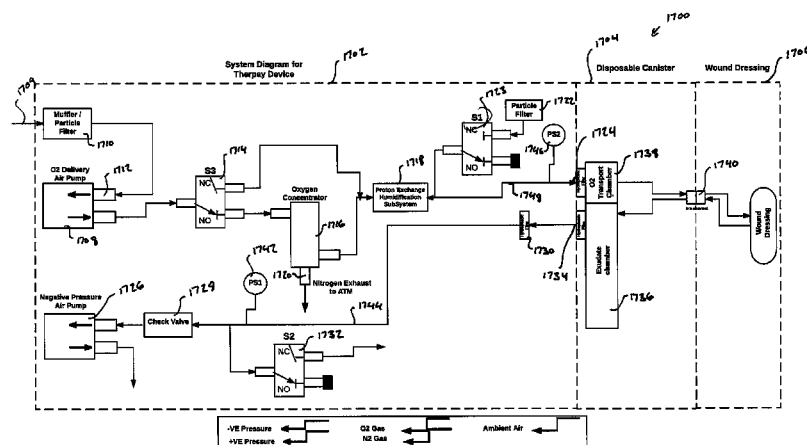 1700
1702
1704
1706
System Diagram for
Therpay Device
Disposable Canister
Wound Dressing
1709
Muffler /
Particle
Filter
1710
O2 Delivery
Air Pump
1712
1708
S3
1714
NC
NO
Oxygen
Concentrator
1716
1720
Nitrogen Exhaust
to ATM
1718
Proton Exchange
Humidification
SubSystem
S1
1723
NC
NO
Particle
Filter
1722
1746
PS2
1748
1724
O2
Transport
Chamber
1738
1740
Wound
Dressing
1730
1734
Exudate
chamber
1736
1742
PS1
1744
Negative Pressure
Air Pump
1726
1728
Check Valve
S2
1732
NC
NO
-VE Pressure
+VE Pressure
O2 Gas
N2 Gas
Ambient Air